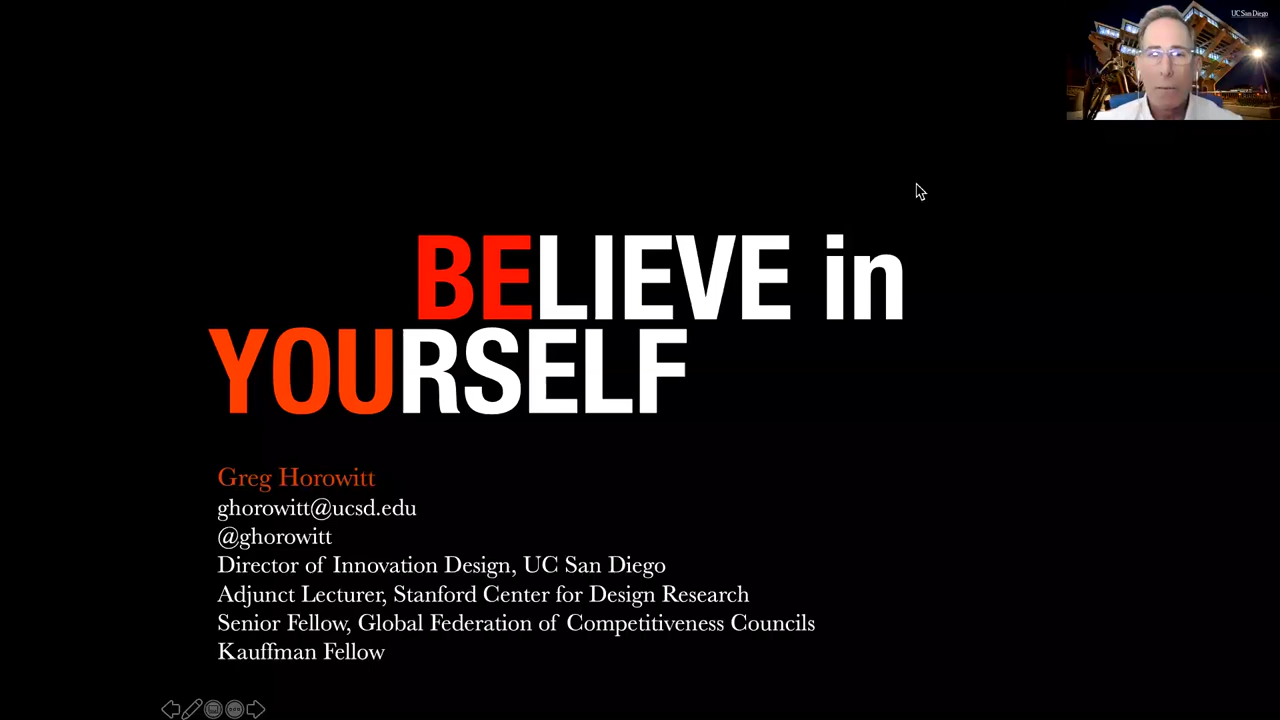 UC San Diego
BELIEVE in
YOURSELF
Greg Horowitt
ghorowitt@ucsd.edu
@ghorowitt
Director of Innovation Design, UC San Diego
Adjunct Lecturer, Stanford Center for Design Research
Senior Fellow, Global Federation of Competitiveness Councils
Kauffman Fellow